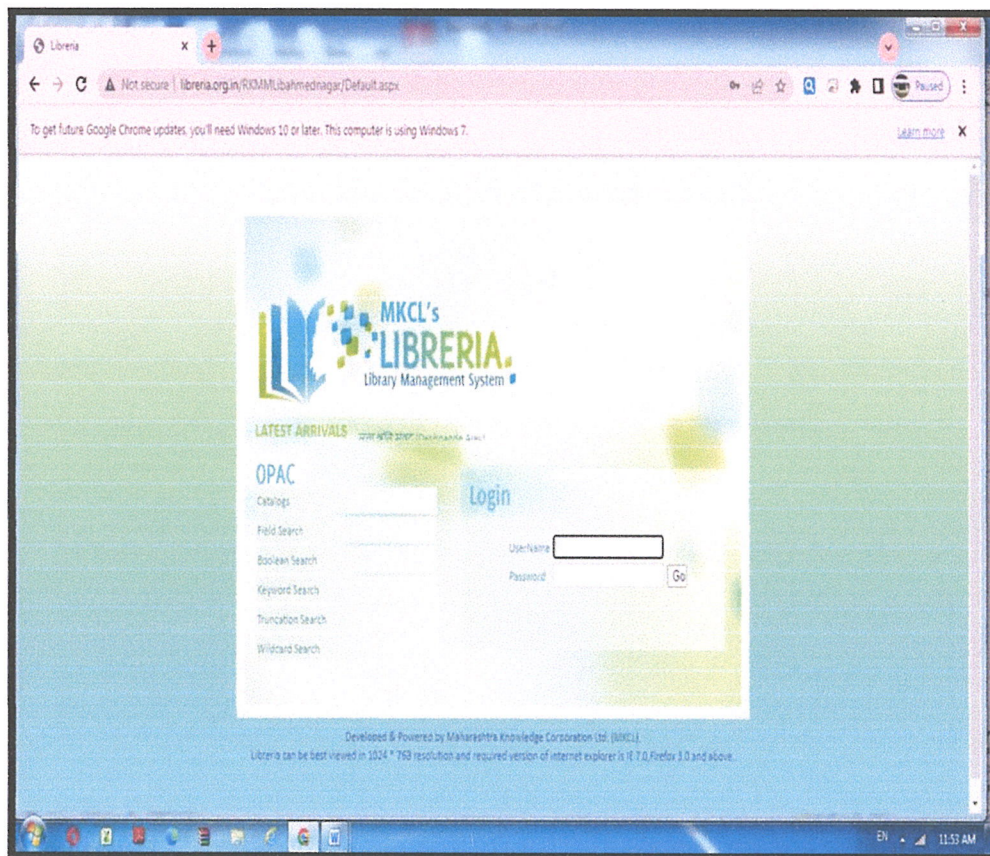 Libreria
Not secure | libreria.org.in/RKMMLibahmednagar/Default.aspx
Paused
To get future Google Chrome updates, you'll need Windows 10 or later. This computer is using Windows 7.
Learn more
MKCL's
LIBRERIA.
Library Management System
LATEST ARRIVALS
OPAC
Catalogs
Field Search
Boolean Search
Keyword Search
Truncation Search
Wildcard Search
Login
UserName
Password
Go
Developed & Powered by Maharashtra Knowledge Corporation Ltd. (MKCL).
Libreria can be best viewed in 1024 * 768 resolution and required version of internet explorer is IE 7.0, Firefox 3.0 and above.
EN
11:53 AM